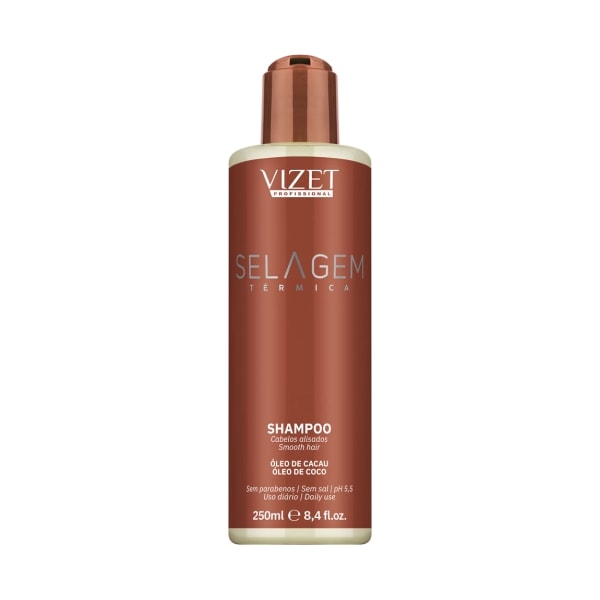 VIZET
PROFISSIONAL
SELAGEM
TÉRMICA
SHAMPOO
Cabelos alisados
Smooth hair
ÓLEO DE CACAU
ÓLEO DE COCO
Sem parabenos | Sem sal | pH 5,5
Uso diário | Daily use
250ml ℮ 8,4 fl.oz.